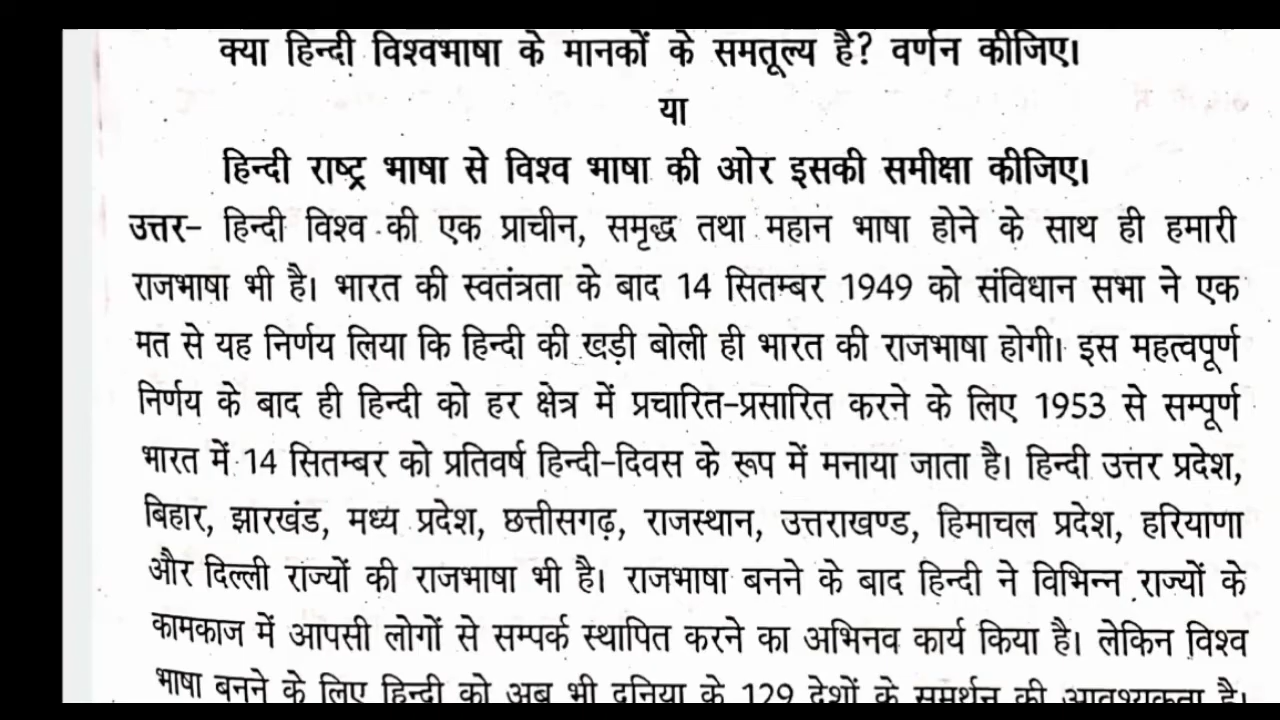 क्या हिन्दी विश्वभाषा के मानकों के समतूल्य है? वर्णन कीजिए।
या
हिन्दी राष्ट्र भाषा से विश्व भाषा की ओर इसकी समीक्षा कीजिए।
उत्तर- हिन्दी विश्व की एक प्राचीन, समृद्ध तथा महान भाषा होने के साथ ही हमारी
राजभाषा भी है। भारत की स्वतंत्रता के बाद 14 सितम्बर 1949 को संविधान सभा ने एक
मत से यह निर्णय लिया कि हिन्दी की खड़ी बोली ही भारत की राजभाषा होगी। इस महत्वपूर्ण
निर्णय के बाद ही हिन्दी को हर क्षेत्र में प्रचारित-प्रसारित करने के लिए 1953 से सम्पूर्ण
भारत में 14 सितम्बर को प्रतिवर्ष हिन्दी-दिवस के रूप में मनाया जाता है। हिन्दी उत्तर प्रदेश,
बिहार, झारखंड, मध्य प्रदेश, छत्तीसगढ़, राजस्थान, उत्तराखण्ड, हिमाचल प्रदेश, हरियाणा
और दिल्ली राज्यों की राजभाषा भी है। राजभाषा बनने के बाद हिन्दी ने विभिन्न राज्यों के
कामकाज में आपसी लोगों से सम्पर्क स्थापित करने का अभिनव कार्य किया है। लेकिन विश्व
भाषा बनने के लिए हिन्दी को अब भी दुनिया के 129 देशों के समर्थन की आवश्यकता है।